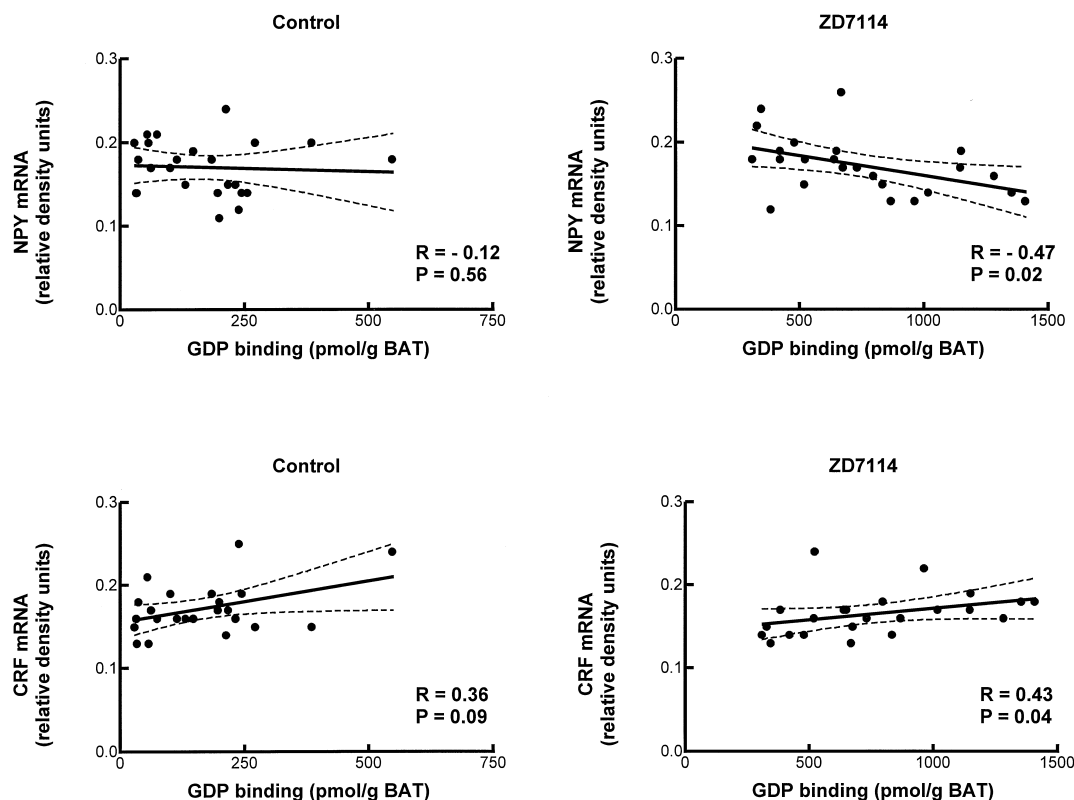 Control
0.3
0.2
0.1
0.0
NPY mRNA
(relative density units)
R = - 0.12
P = 0.56
0
250
500
750
GDP binding (pmol/g BAT)
ZD7114
0.3
0.2
0.1
0.0
NPY mRNA
(relative density units)
R = - 0.47
P = 0.02
0
500
1000
1500
GDP binding (pmol/g BAT)
Control
0.3
0.2
0.1
0.0
CRF mRNA
(relative density units)
R = 0.36
P = 0.09
0
250
500
750
GDP binding (pmol/g BAT)
ZD7114
0.3
0.2
0.1
0.0
CRF mRNA
(relative density units)
R = 0.43
P = 0.04
0
500
1000
1500
GDP binding (pmol/g BAT)